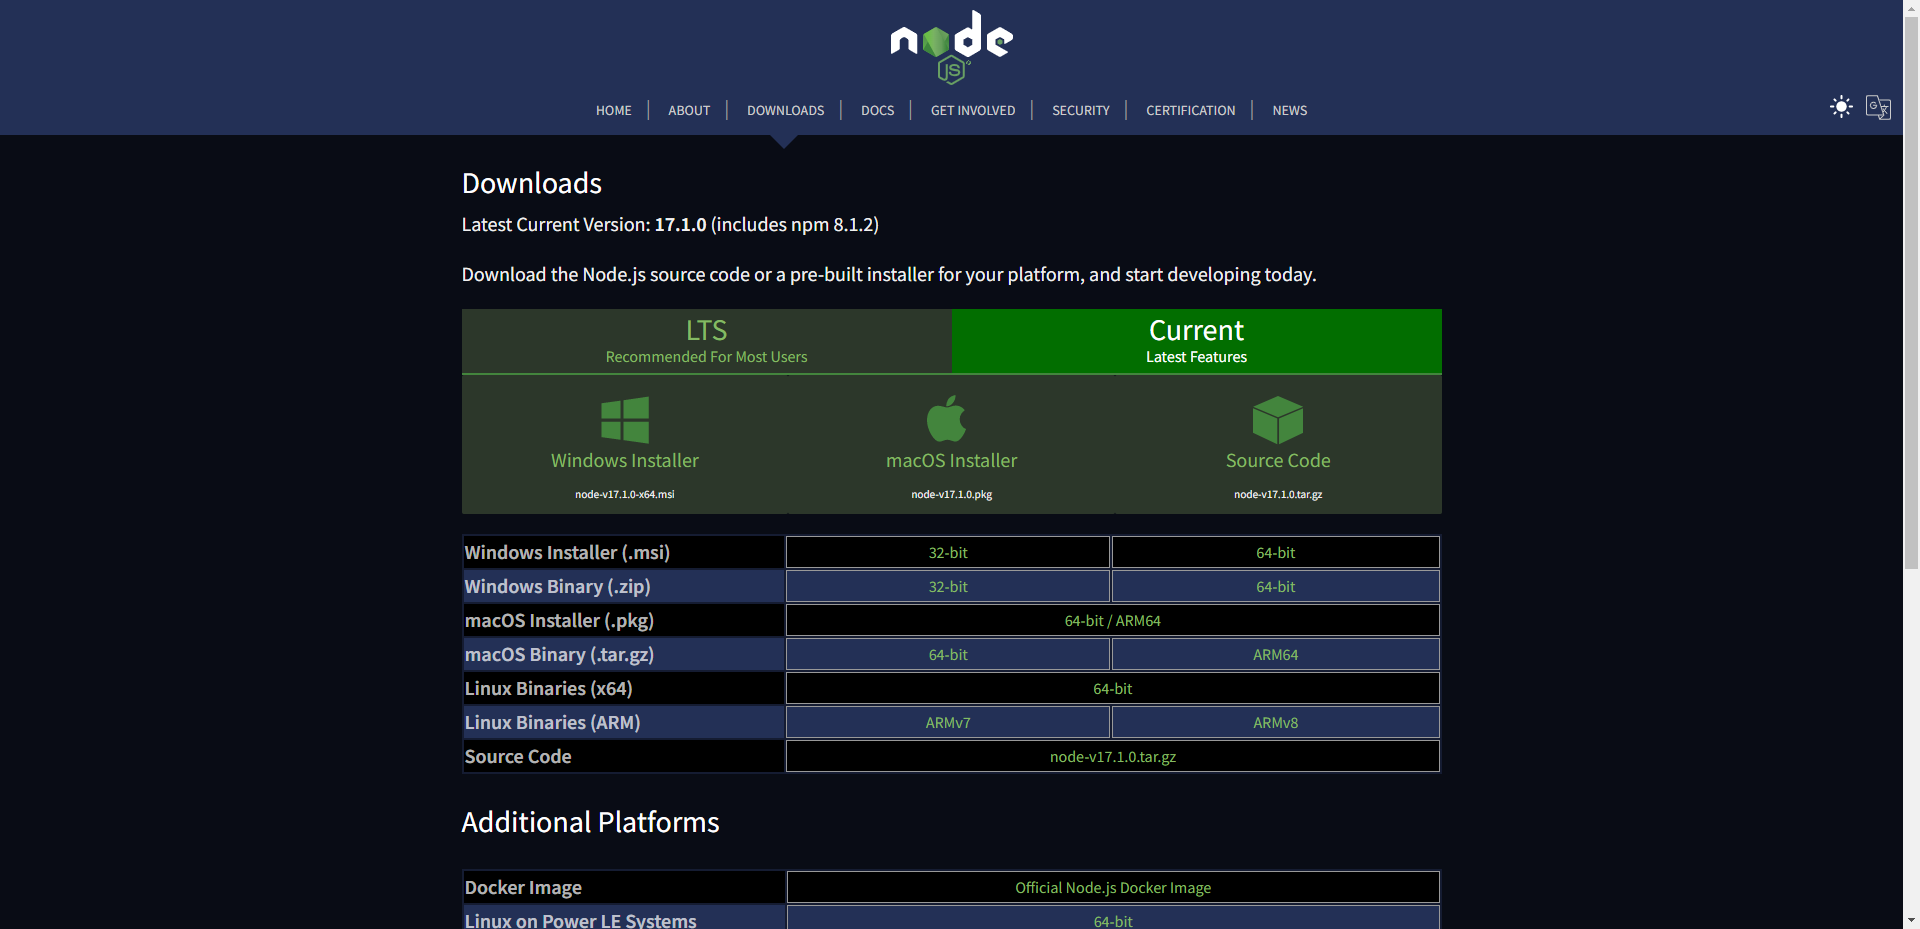 node
JS
HOME
ABOUT
DOWNLOADS
DOCS
GET INVOLVED
SECURITY
CERTIFICATION
NEWS
Downloads
Latest Current Version: 17.1.0 (includes npm 8.1.2)
Download the Node.js source code or a pre-built installer for your platform, and start developing today.
LTS
Recommended For Most Users
Current
Latest Features
Windows Installer
node-v17.1.0-x64.msi
macOS Installer
node-v17.1.0.pkg
Source Code
node-v17.1.0.tar.gz
Windows Installer (.msi) 32-bit 64-bit
Windows Binary (.zip) 32-bit 64-bit
macOS Installer (.pkg) 64-bit / ARM64
macOS Binary (.tar.gz) 64-bit ARM64
Linux Binaries (x64) 64-bit
Linux Binaries (ARM) ARMv7 ARMv8
Source Code node-v17.1.0.tar.gz
Additional Platforms
Docker Image Official Node.js Docker Image
Linux on Power LE Systems 64-bit